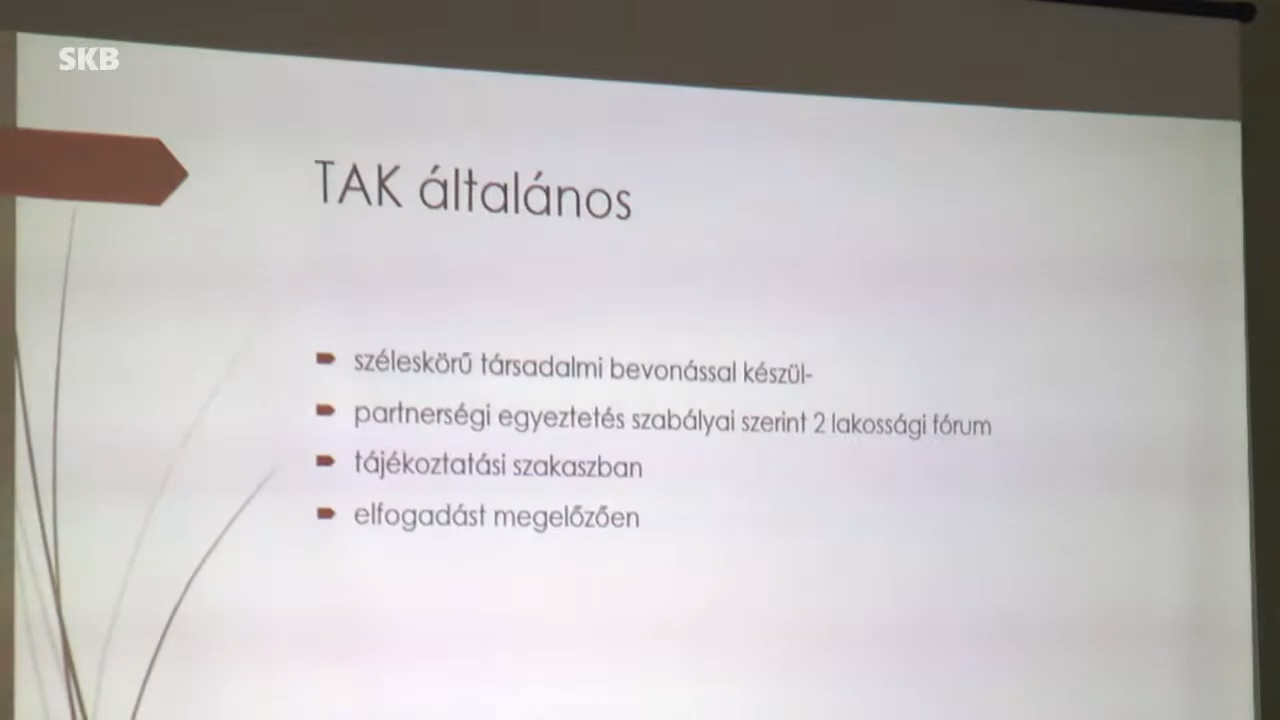 SKB
TAK általános
széleskörű társadalmi bevonással készül-
partnerségi egyeztetés szabályai szerint 2 lakossági fórum
tájékoztatási szakaszban
elfogadást megelőzően